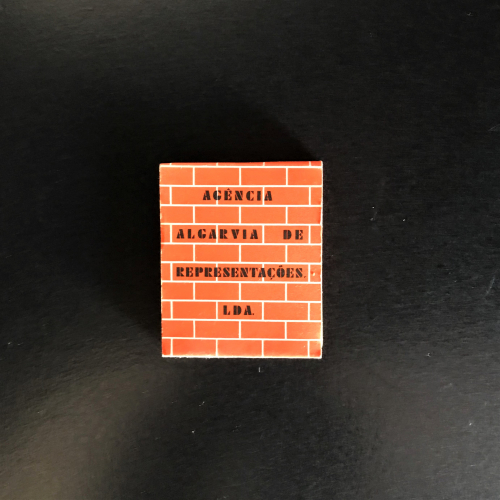 AGÊNCIA
ALGARVIA DE
REPRESENTAÇÕES.
LDA.